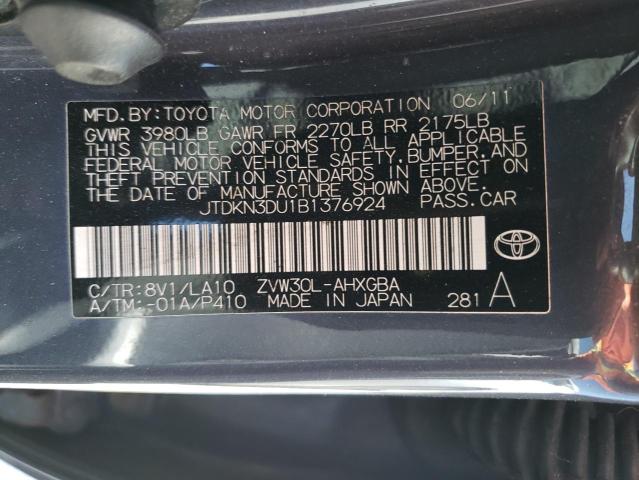 MFD. BY: TOYOTA MOTOR CORPORATION 06/11
GVWR 3980LB GAWR FR 2270LB RR 2175LB
THIS VEHICLE CONFORMS TO ALL APPLICABLE
FEDERAL MOTOR VEHICLE SAFETY, BUMPER, AND
THEFT PREVENTION STANDARDS IN EFFECT ON
THE DATE OF MANUFACTURE SHOWN ABOVE.
JTDKN3DU1B1376924 PASS. CAR
C/TR: 8V1/LA10 ZVW30L-AHXGBA
A/TM: -01A/P410 MADE IN JAPAN 281 A